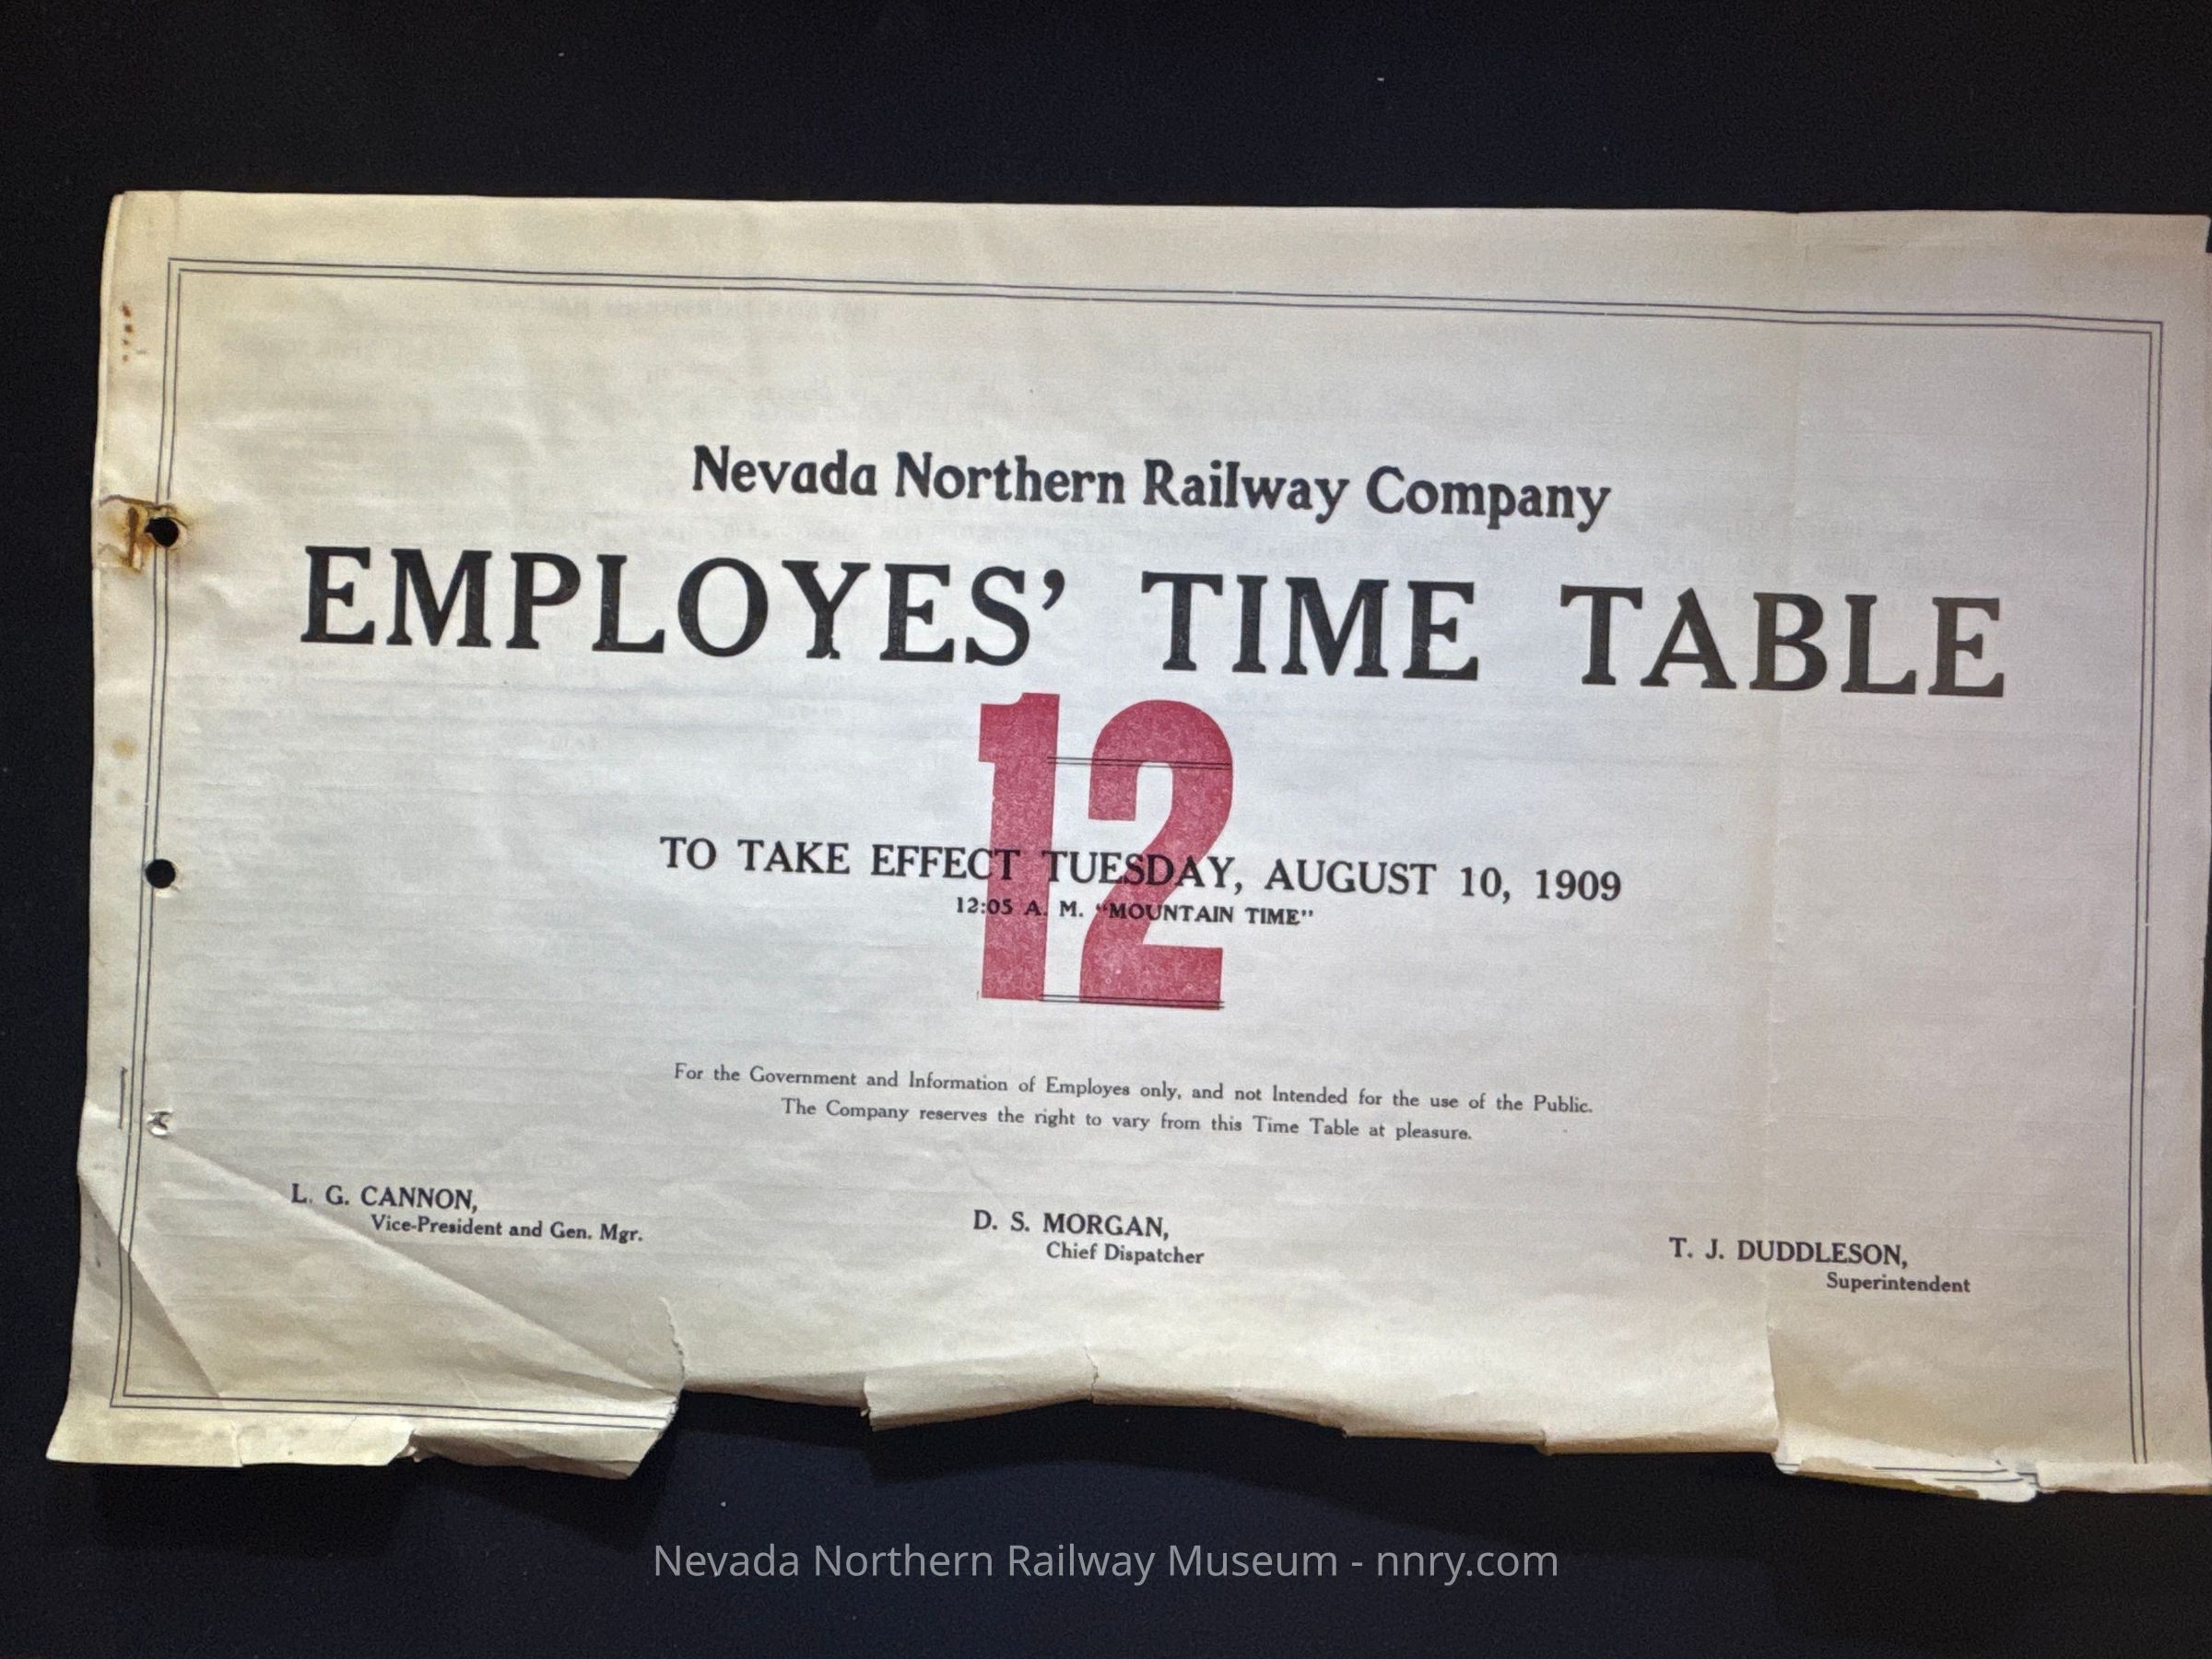 Nevada Northern Railway Company
EMPLOYES' TIME TABLE
12
TO TAKE EFFECT TUESDAY, AUGUST 10, 1909
12:05 A. M. "MOUNTAIN TIME"
For the Government and Information of Employes only, and not Intended for the use of the Public.
The Company reserves the right to vary from this Time Table at pleasure.
L. G. CANNON,
Vice-President and Gen. Mgr.
D. S. MORGAN,
Chief Dispatcher
T. J. DUDDLESON,
Superintendent
Nevada Northern Railway Museum - nnry.com